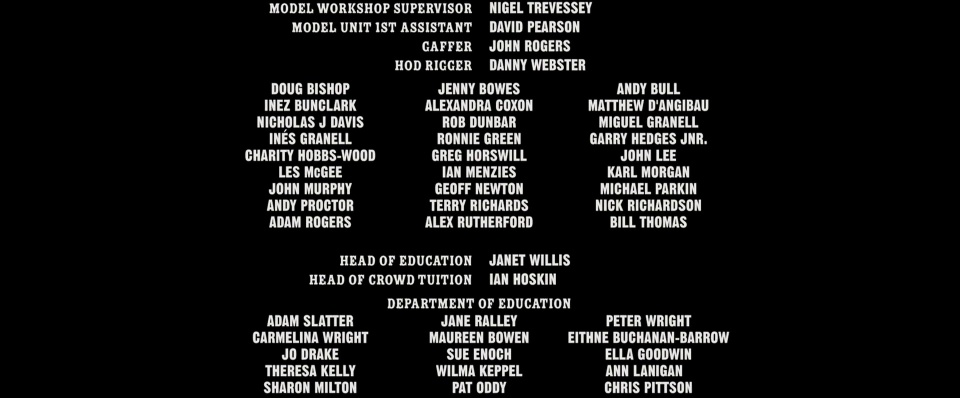 MODEL WORKSHOP SUPERVISOR NIGEL TREVESSEY
MODEL UNIT 1ST ASSISTANT DAVID PEARSON
CAFFER JOHN ROGERS
HOD RIGGER DANNY WEBSTER
DOUG BISHOP JENNY BOWES ANDY BULL
INEZ BUNCLARK ALEXANDRA COXON MATTHEW D'ANGIBAU
NICHOLAS J DAVIS ROB DUNBAR MIGUEL GRANELL
INÉS GRANELL RONNIE GREEN GARRY HEDGES JNR.
CHARITY HOBBS-WOOD GREG HORSWILL JOHN LEE
LES McGEE IAN MENZIES KARL MORGAN
JOHN MURPHY GEOFF NEWTON MICHAEL PARKIN
ANDY PROCTOR TERRY RICHARDS NICK RICHARDSON
ADAM ROGERS ALEX RUTHERFORD BILL THOMAS
HEAD OF EDUCATION JANET WILLIS
HEAD OF CROWD TUITION IAN HOSKIN
DEPARTMENT OF EDUCATION
ADAM SLATTER JANE RALLEY PETER WRIGHT
CARMELINA WRIGHT MAUREEN BOWEN EITHNE BUCHANAN-BARROW
JO DRAKE SUE ENOCH ELLA GOODWIN
THERESA KELLY WILMA KEPPEL ANN LANIGAN
SHARON MILTON PAT ODDY CHRIS PITTSON